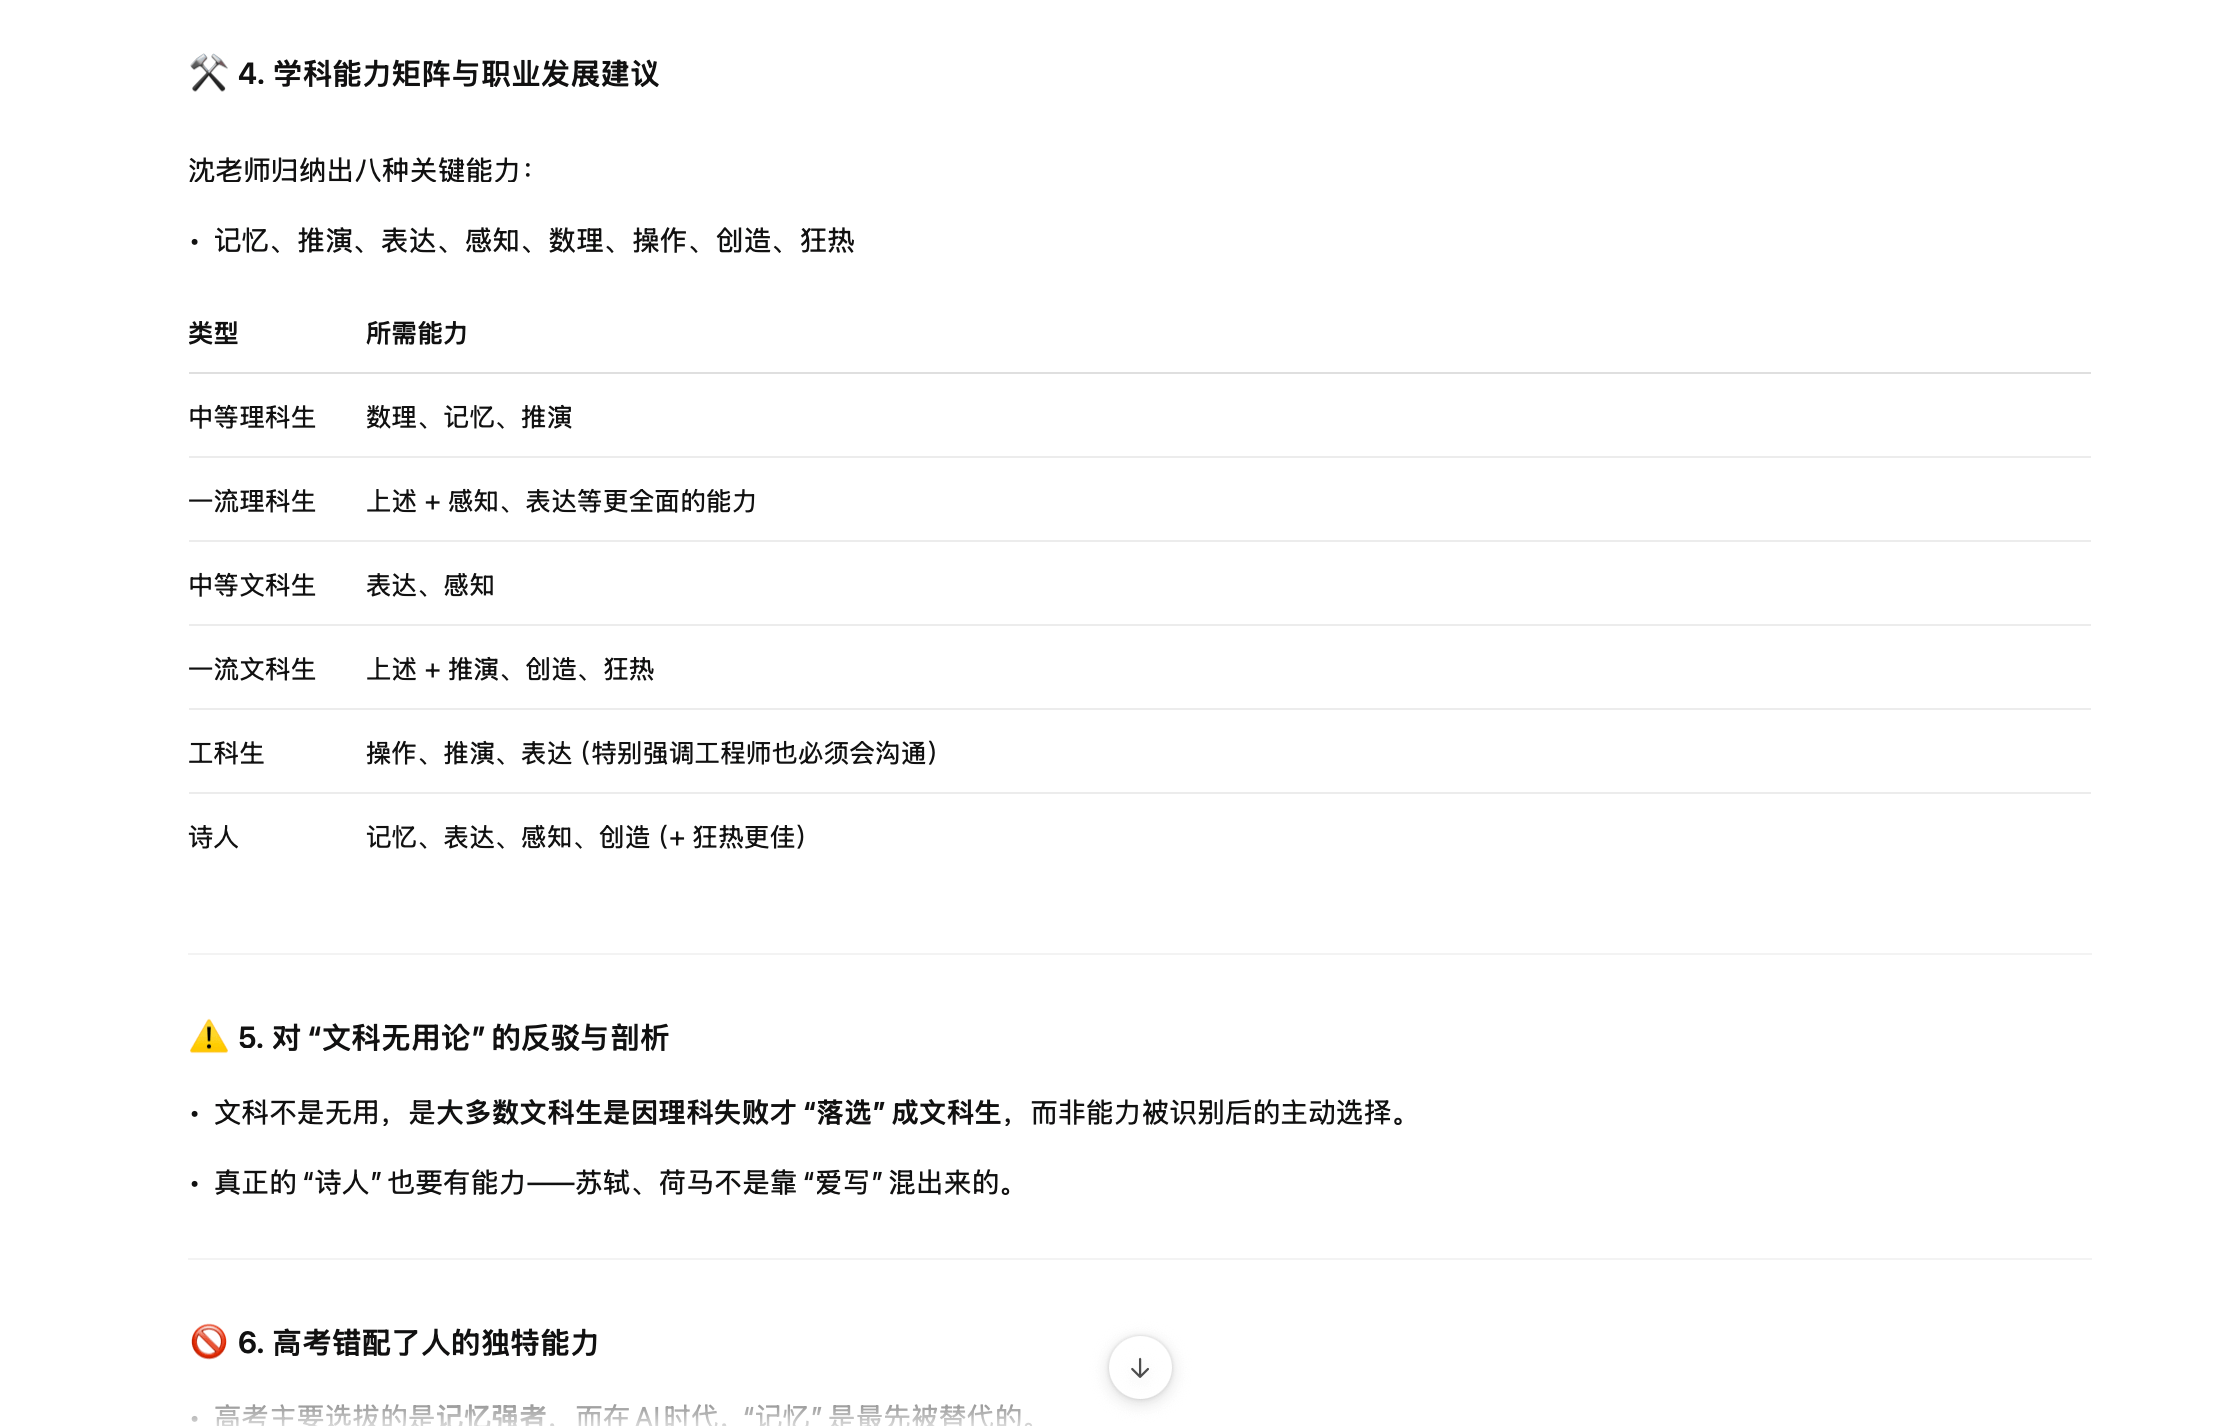 ⚒️ 4. 学科能力矩阵与职业发展建议
沈老师归纳出八种关键能力：
• 记忆、推演、表达、感知、数理、操作、创造、狂热
类型 所需能力
中等理科生 数理、记忆、推演
一流理科生 上述 + 感知、表达等更全面的能力
中等文科生 表达、感知
一流文科生 上述 + 推演、创造、狂热
工科生 操作、推演、表达（特别强调工程师也必须会沟通）
诗人 记忆、表达、感知、创造（+ 狂热更佳）
⚠️ 5. 对“文科无用论”的反驳与剖析
• 文科不是无用，是大多数文科生是因理科失败才“落选”成文科生，而非能力被识别后的主动选择。
• 真正的“诗人”也要有能力——苏轼、荷马不是靠“爱写”混出来的。
🚫 6. 高考错配了人的独特能力
• 高考主要选拔的是记忆强者，而在 AI 时代，“记忆”是最先被替代的。